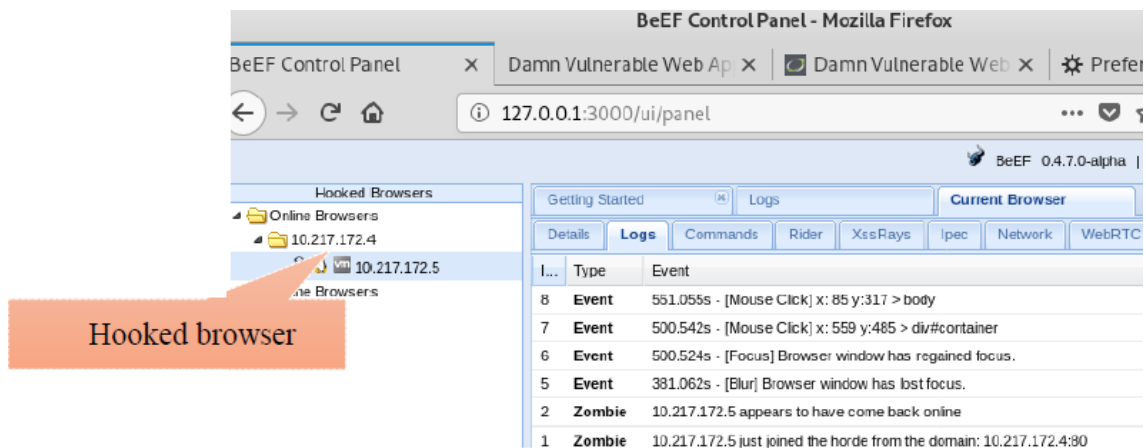 BeEF Control Panel - Mozilla Firefox
BeEF Control Panel × Damn Vulnerable Web Ap × Damn Vulnerable Web × Prefer
127.0.0.1:3000/ui/panel
BeEF 0.4.7.0-alpha |
Hooked Browsers
Online Browsers
10.217.172.4
10.217.172.5
ne Browsers
Hooked browser
Getting Started Logs Current Browser
Details Logs Commands Rider XssRays Ipec Network WebRTC
I... Type Event
8 Event 551.055s - [Mouse Click] x: 85 y:317 > body
7 Event 500.542s - [Mouse Click] x: 559 y:485 > div#container
6 Event 500.524s - [Focus] Browser window has regained focus.
5 Event 381.062s - [Blur] Browser window has lost focus.
2 Zombie 10.217.172.5 appears to have come back online
1 Zombie 10.217.172.5 just joined the horde from the domain: 10.217.172.4:80